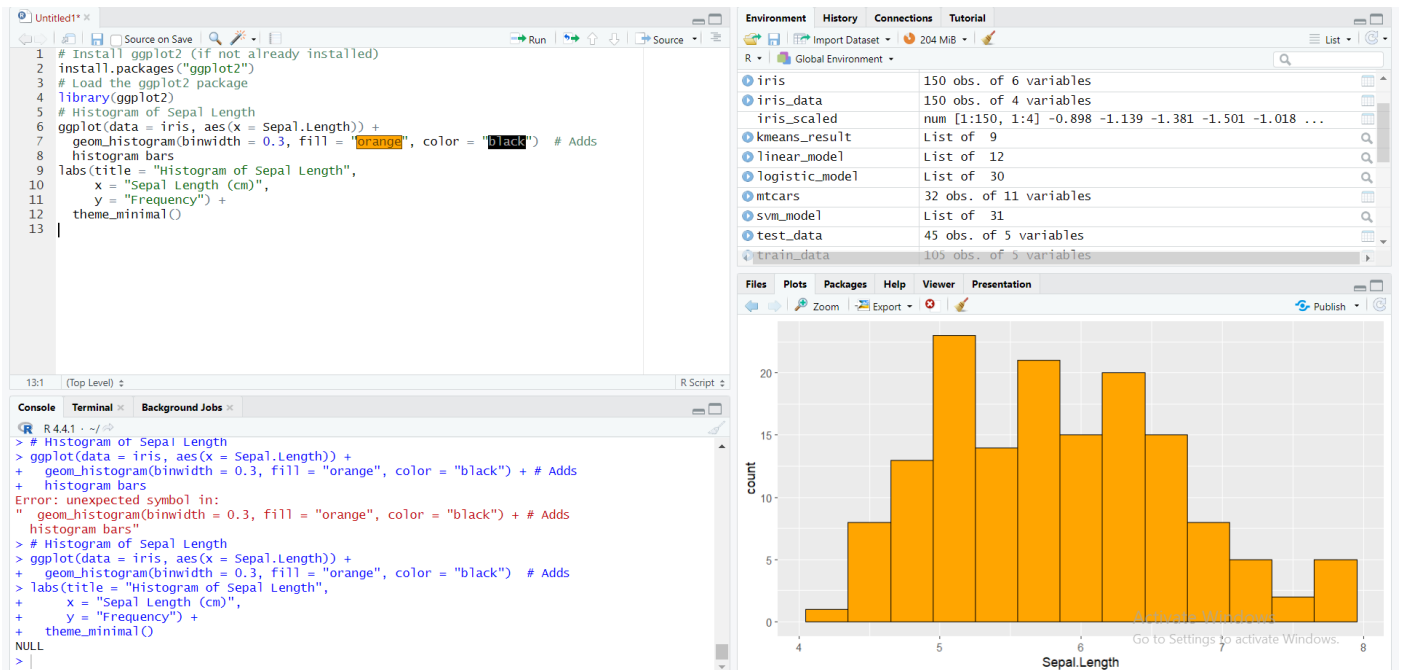 Untitled1*
Source on Save Run Source
1 # Install ggplot2 (if not already installed)
2 install.packages("ggplot2")
3 # Load the ggplot2 package
4 library(ggplot2)
5 # Histogram of Sepal Length
6 ggplot(data = iris, aes(x = Sepal.Length)) +
7 geom_histogram(binwidth = 0.3, fill = "orange", color = "black") # Adds
8 histogram bars
9 labs(title = "Histogram of Sepal Length",
10 x = "Sepal Length (cm)",
11 y = "Frequency") +
12 theme_minimal()
13
13:1 (Top Level) R Script
Console Terminal Background Jobs
R 4.4.1 · ~/
> # Histogram of Sepal Length
> ggplot(data = iris, aes(x = Sepal.Length)) +
+ geom_histogram(binwidth = 0.3, fill = "orange", color = "black") + # Adds
+ histogram bars
Error: unexpected symbol in:
" geom_histogram(binwidth = 0.3, fill = "orange", color = "black") + # Adds
histogram bars"
> # Histogram of Sepal Length
> ggplot(data = iris, aes(x = Sepal.Length)) +
+ geom_histogram(binwidth = 0.3, fill = "orange", color = "black") # Adds
> labs(title = "Histogram of Sepal Length",
+ x = "Sepal Length (cm)",
+ y = "Frequency") +
+ theme_minimal()
NULL
>
Environment History Connections Tutorial
Import Dataset 204 MiB List
R Global Environment
iris 150 obs. of 6 variables
iris_data 150 obs. of 4 variables
iris_scaled num [1:150, 1:4] -0.898 -1.139 -1.381 -1.501 -1.018 ...
kmeans_result List of 9
linear_model List of 12
logistic_model List of 30
mtcars 32 obs. of 11 variables
svm_model List of 31
test_data 45 obs. of 5 variables
train_data 105 obs. of 5 variables
Files Plots Packages Help Viewer Presentation
Zoom Export Publish
20
15
count
10
5
0
4 5 6 7 8
Sepal.Length
Activate Windows
Go to Settings to activate Windows.